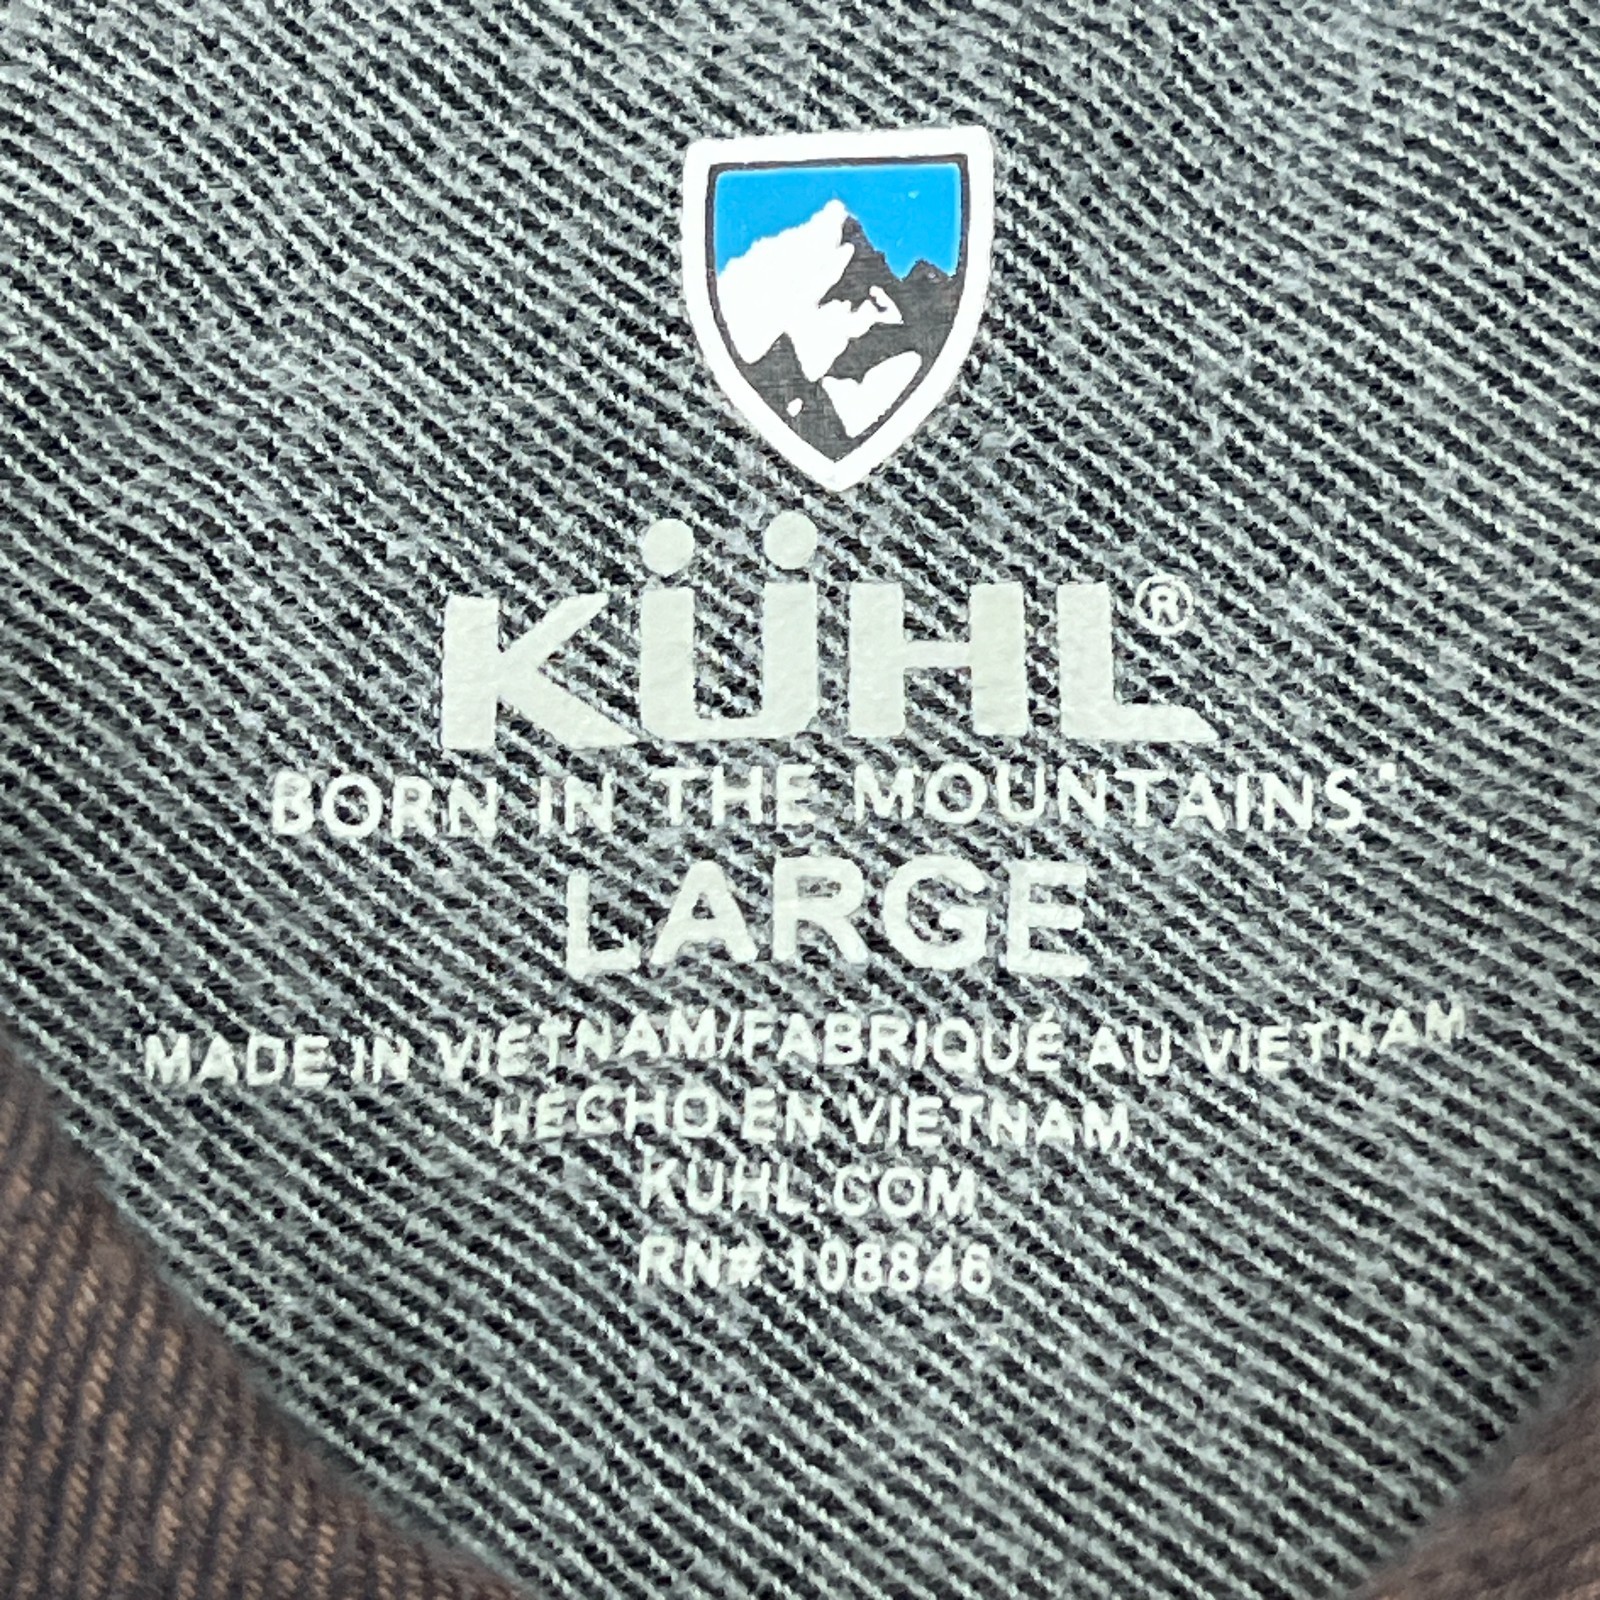 KÜHL®
BORN IN THE MOUNTAINS
LARGE
MADE IN VIETNAM/FABRIQUÉ AU VIETNAM
HECHO EN VIETNAM
KUHL.COM
RN# 108846